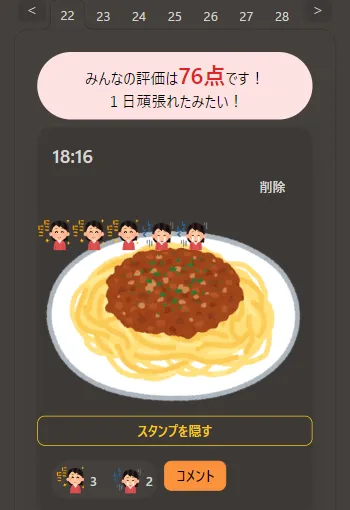 < 22 23 24 25 26 27 28 >
みんなの評価は76点です！
１日頑張れたみたい！
18:16
削除
スタンプを隠す
3 2 コメント